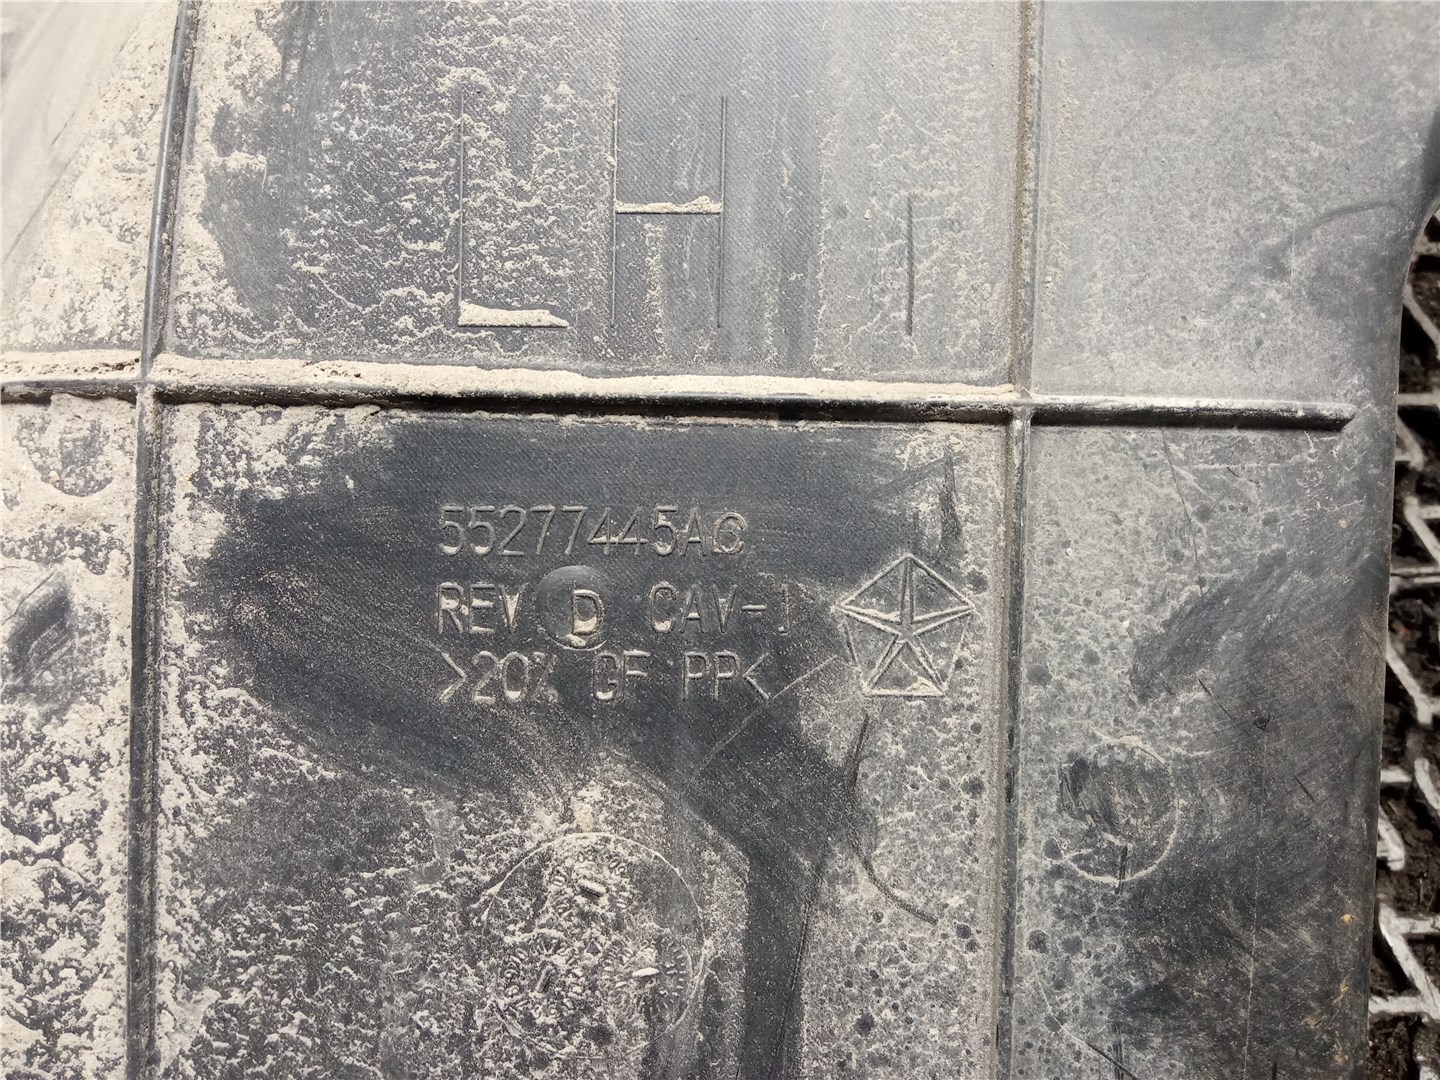 LH
55277445AC
REV D CAV-1
>20% GF PP<